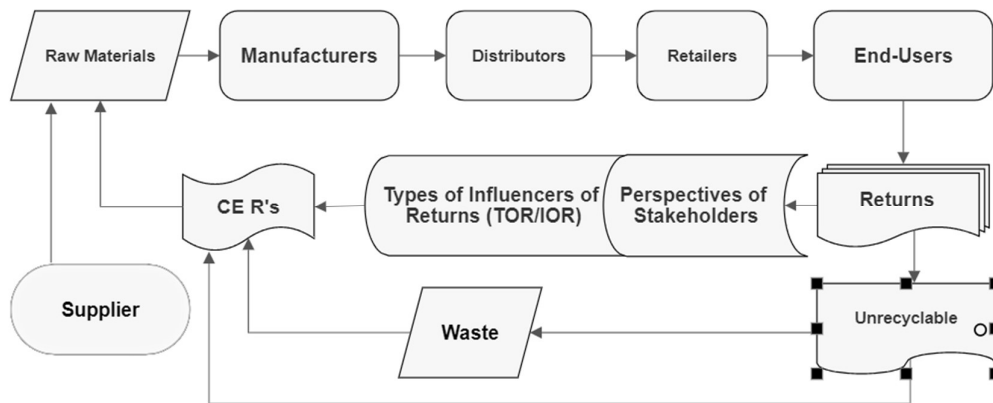 Raw Materials
Manufacturers
Distributors
Retailers
End-Users
CE R's
Types of Influencers of
Returns (TOR/IOR)
Perspectives of
Stakeholders
Returns
Supplier
Waste
Unrecyclable